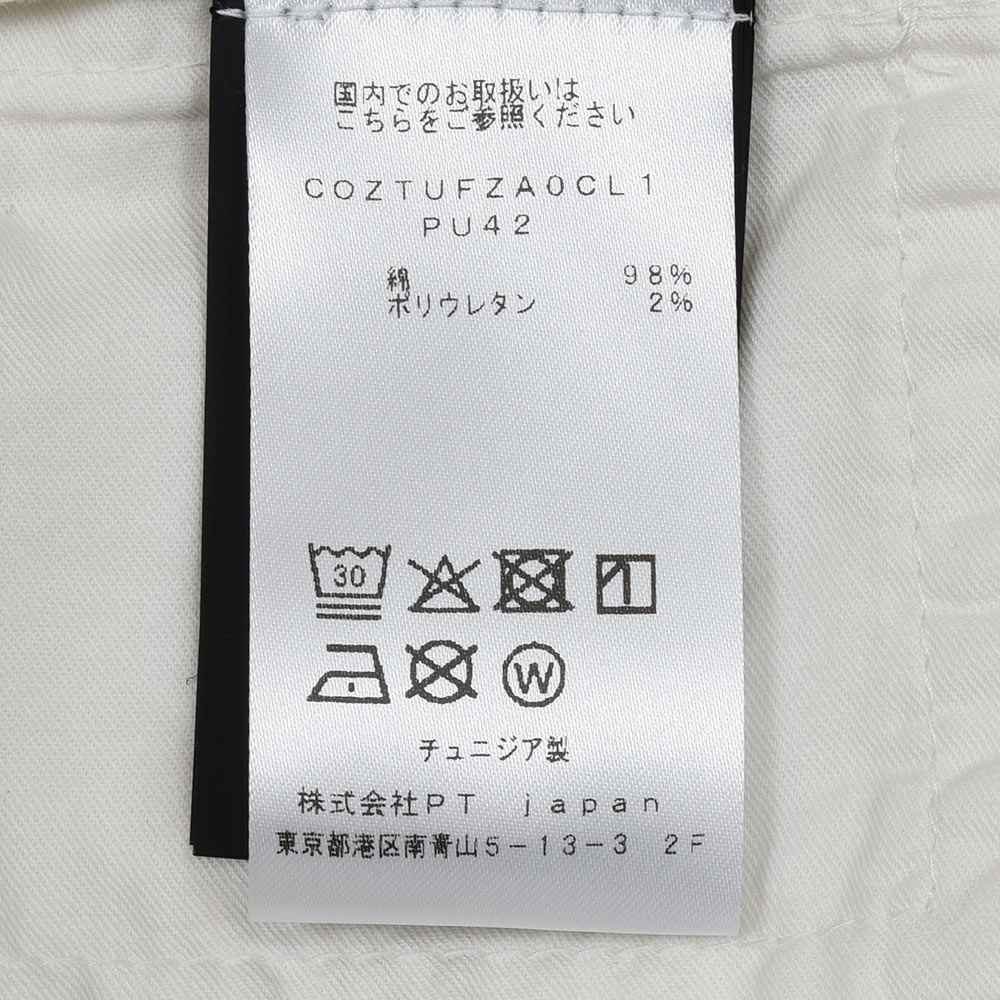 国内でのお取扱いは
こちらをご参照ください
COZTUFZA0CL1
PU42
綿 98%
ポリウレタン 2%
30
W
チュニジア製
株式会社PT japan
東京都港区南青山5-13-3 2F